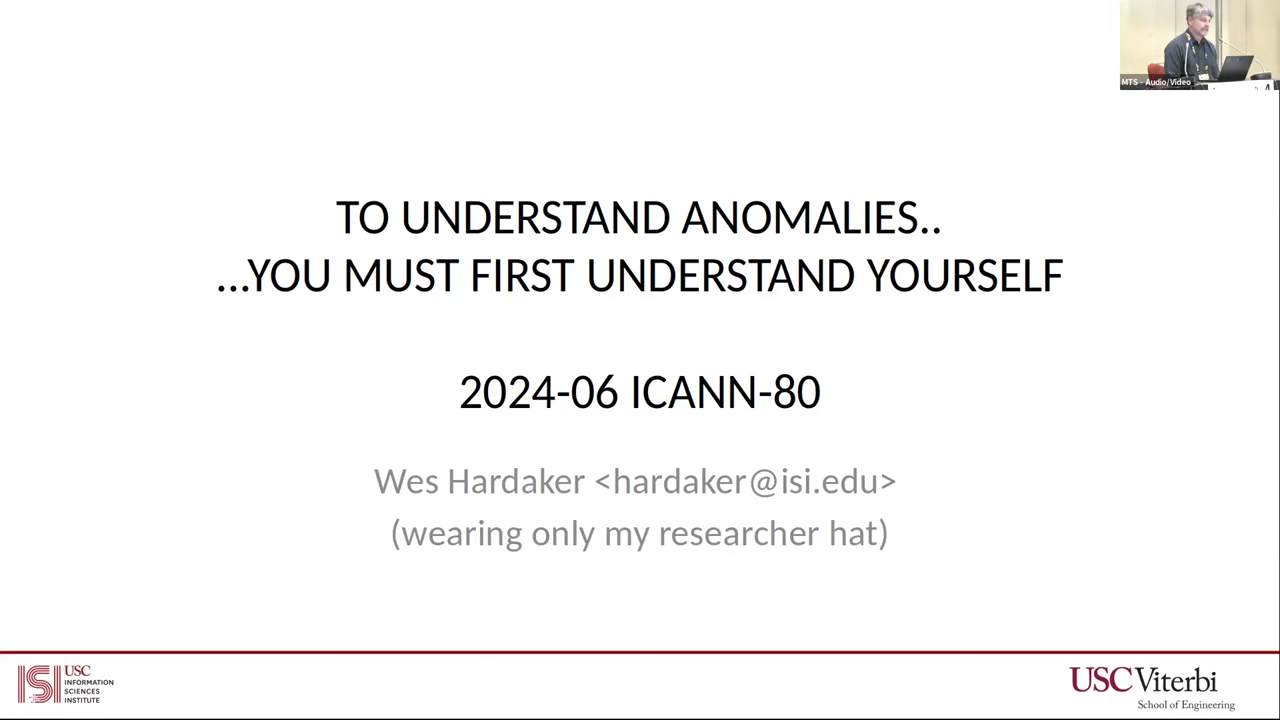 MTS - Audio/Video
TO UNDERSTAND ANOMALIES..
...YOU MUST FIRST UNDERSTAND YOURSELF
2024-06 ICANN-80
Wes Hardaker <hardaker@isi.edu>
(wearing only my researcher hat)
ISI USC
INFORMATION
SCIENCES
INSTITUTE
USC Viterbi
School of Engineering